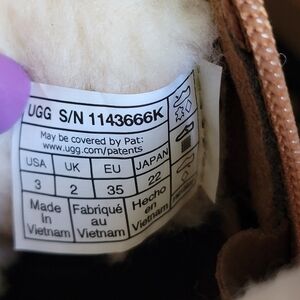 UGG S/N 1143666K
May be covered by Pat:
www.ugg.com/patents
USA UK EU JAPAN
3 2 35 22
Made in Vietnam
Fabriqué au Vietnam
Hecho en Vietnam